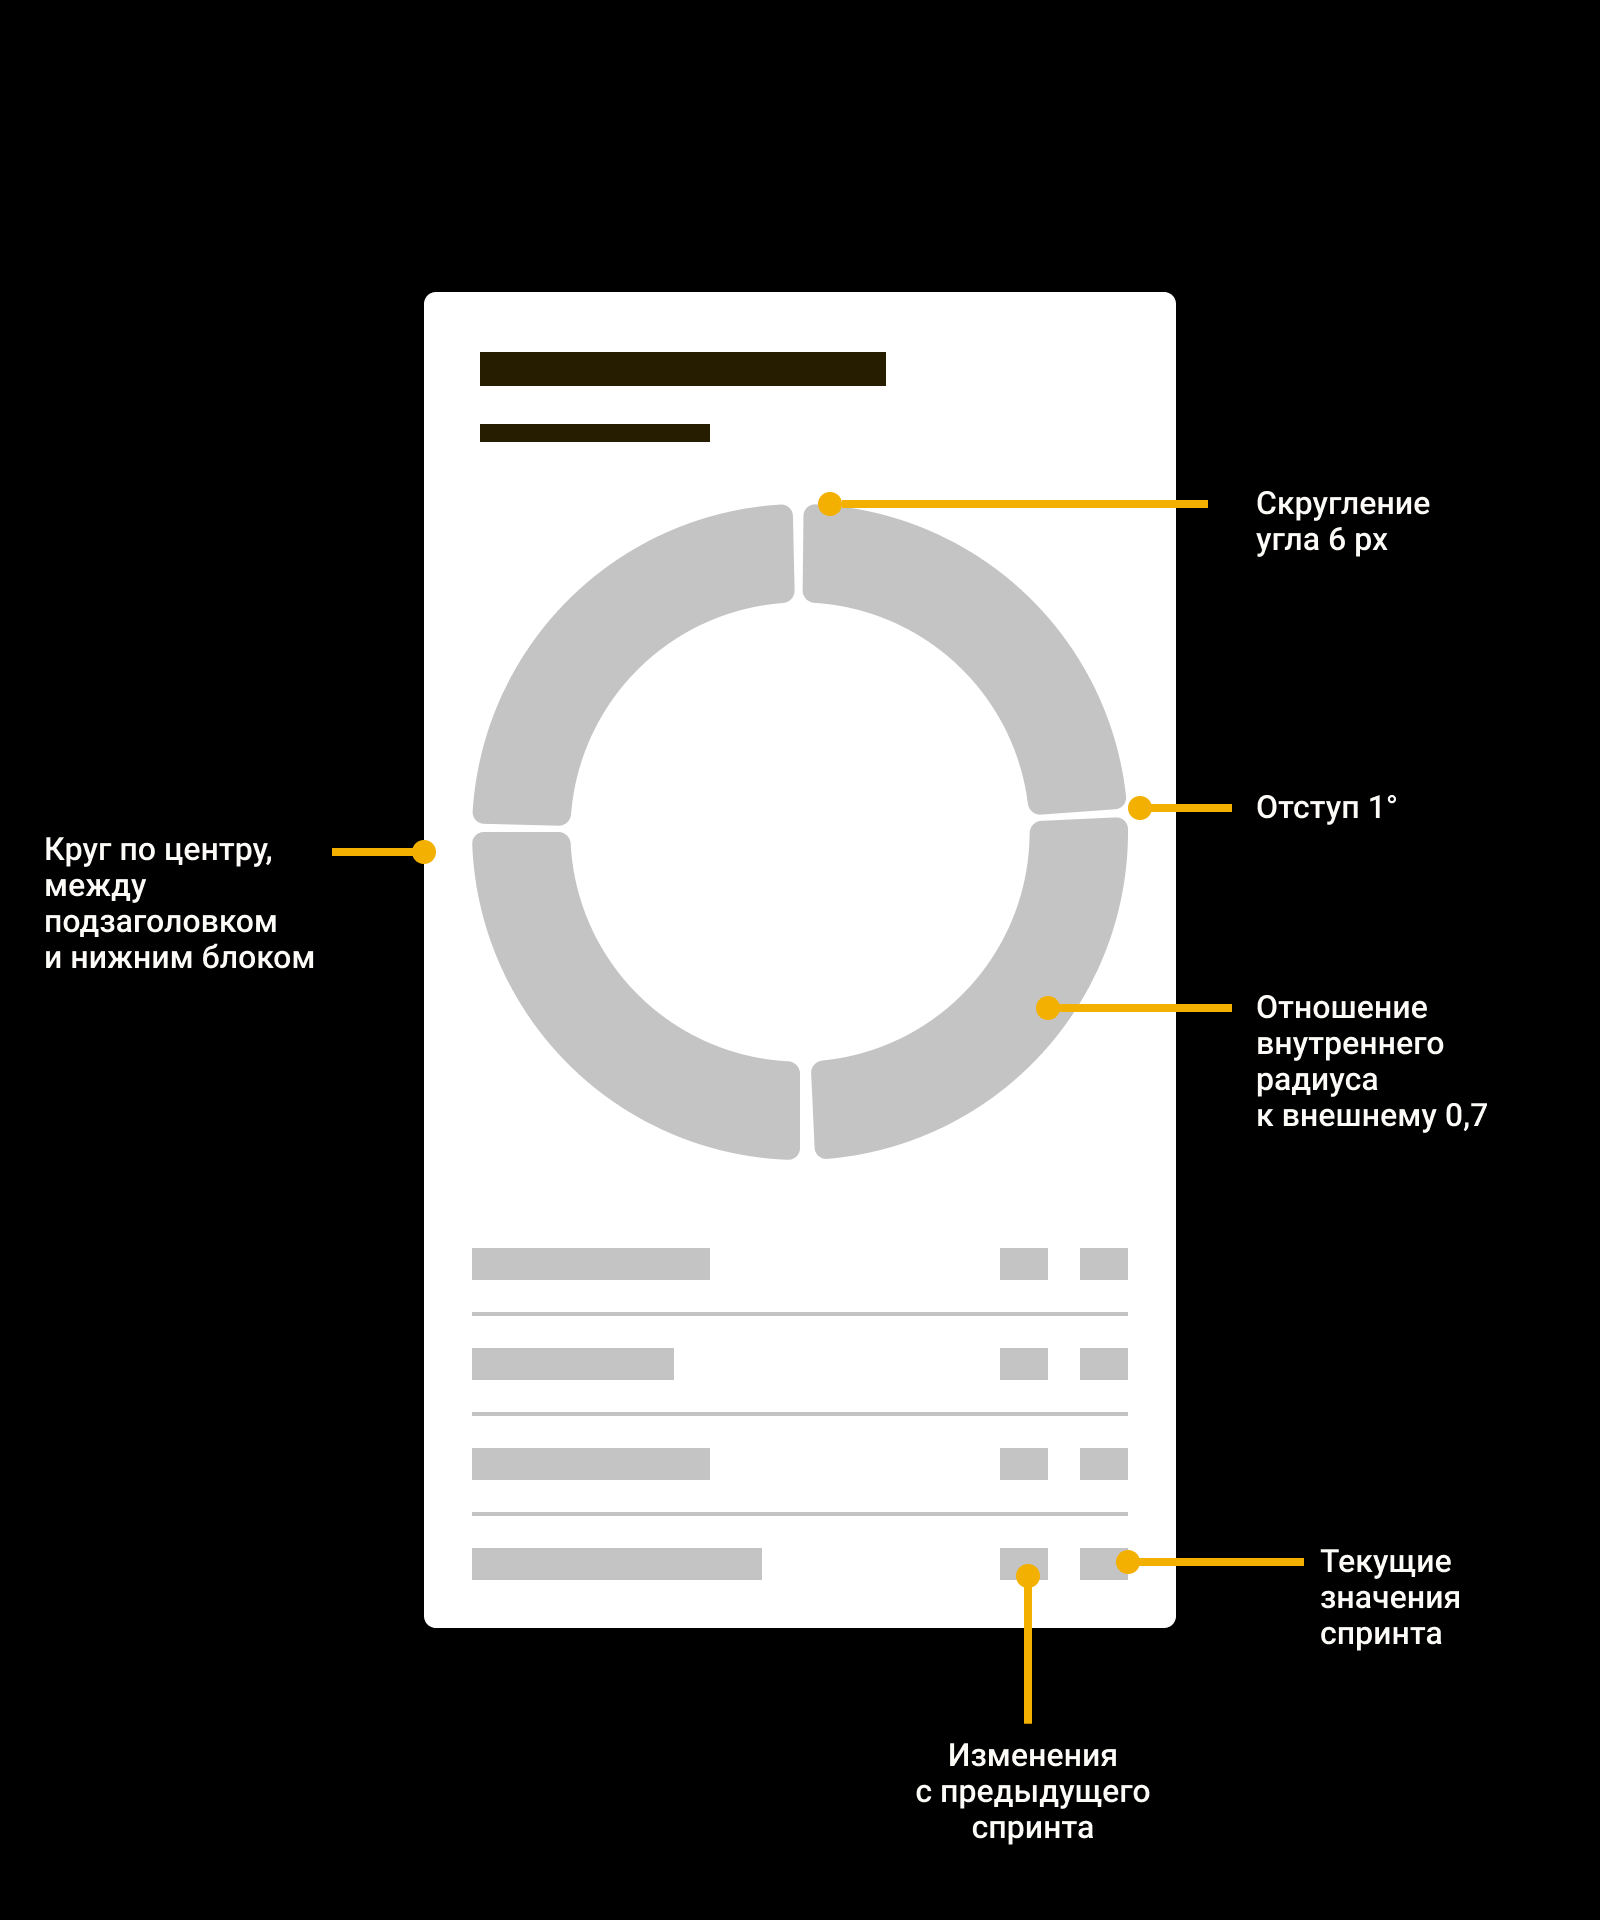 Скругление
угла 6 px
Отступ 1°
Круг по центру,
между
подзаголовком
и нижним блоком
Отношение
внутреннего
радиуса
к внешнему 0,7
Текущие
значения
спринта
Изменения
с предыдущего
спринта